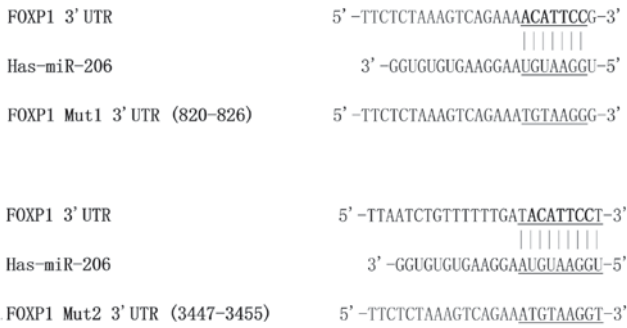 FOXP1 3'UTR 5'-TTCTCTAAAGTCAGAAAACATTCCG-3'
Has-miR-206 3'-GGUGUGUGAAGGAAUGUAAGGU-5'
FOXP1 Mut1 3'UTR (820-826) 5'-TTCTCTAAAGTCAGAAATGTAAGGG-3'
FOXP1 3'UTR 5'-TTAATCTGTTTTTTGATACATTCCT-3'
Has-miR-206 3'-GGUGUGUGAAGGAAUGUAAGGU-5'
FOXP1 Mut2 3'UTR (3447-3455) 5'-TTCTCTAAAGTCAGAAATGTAAGGT-3'